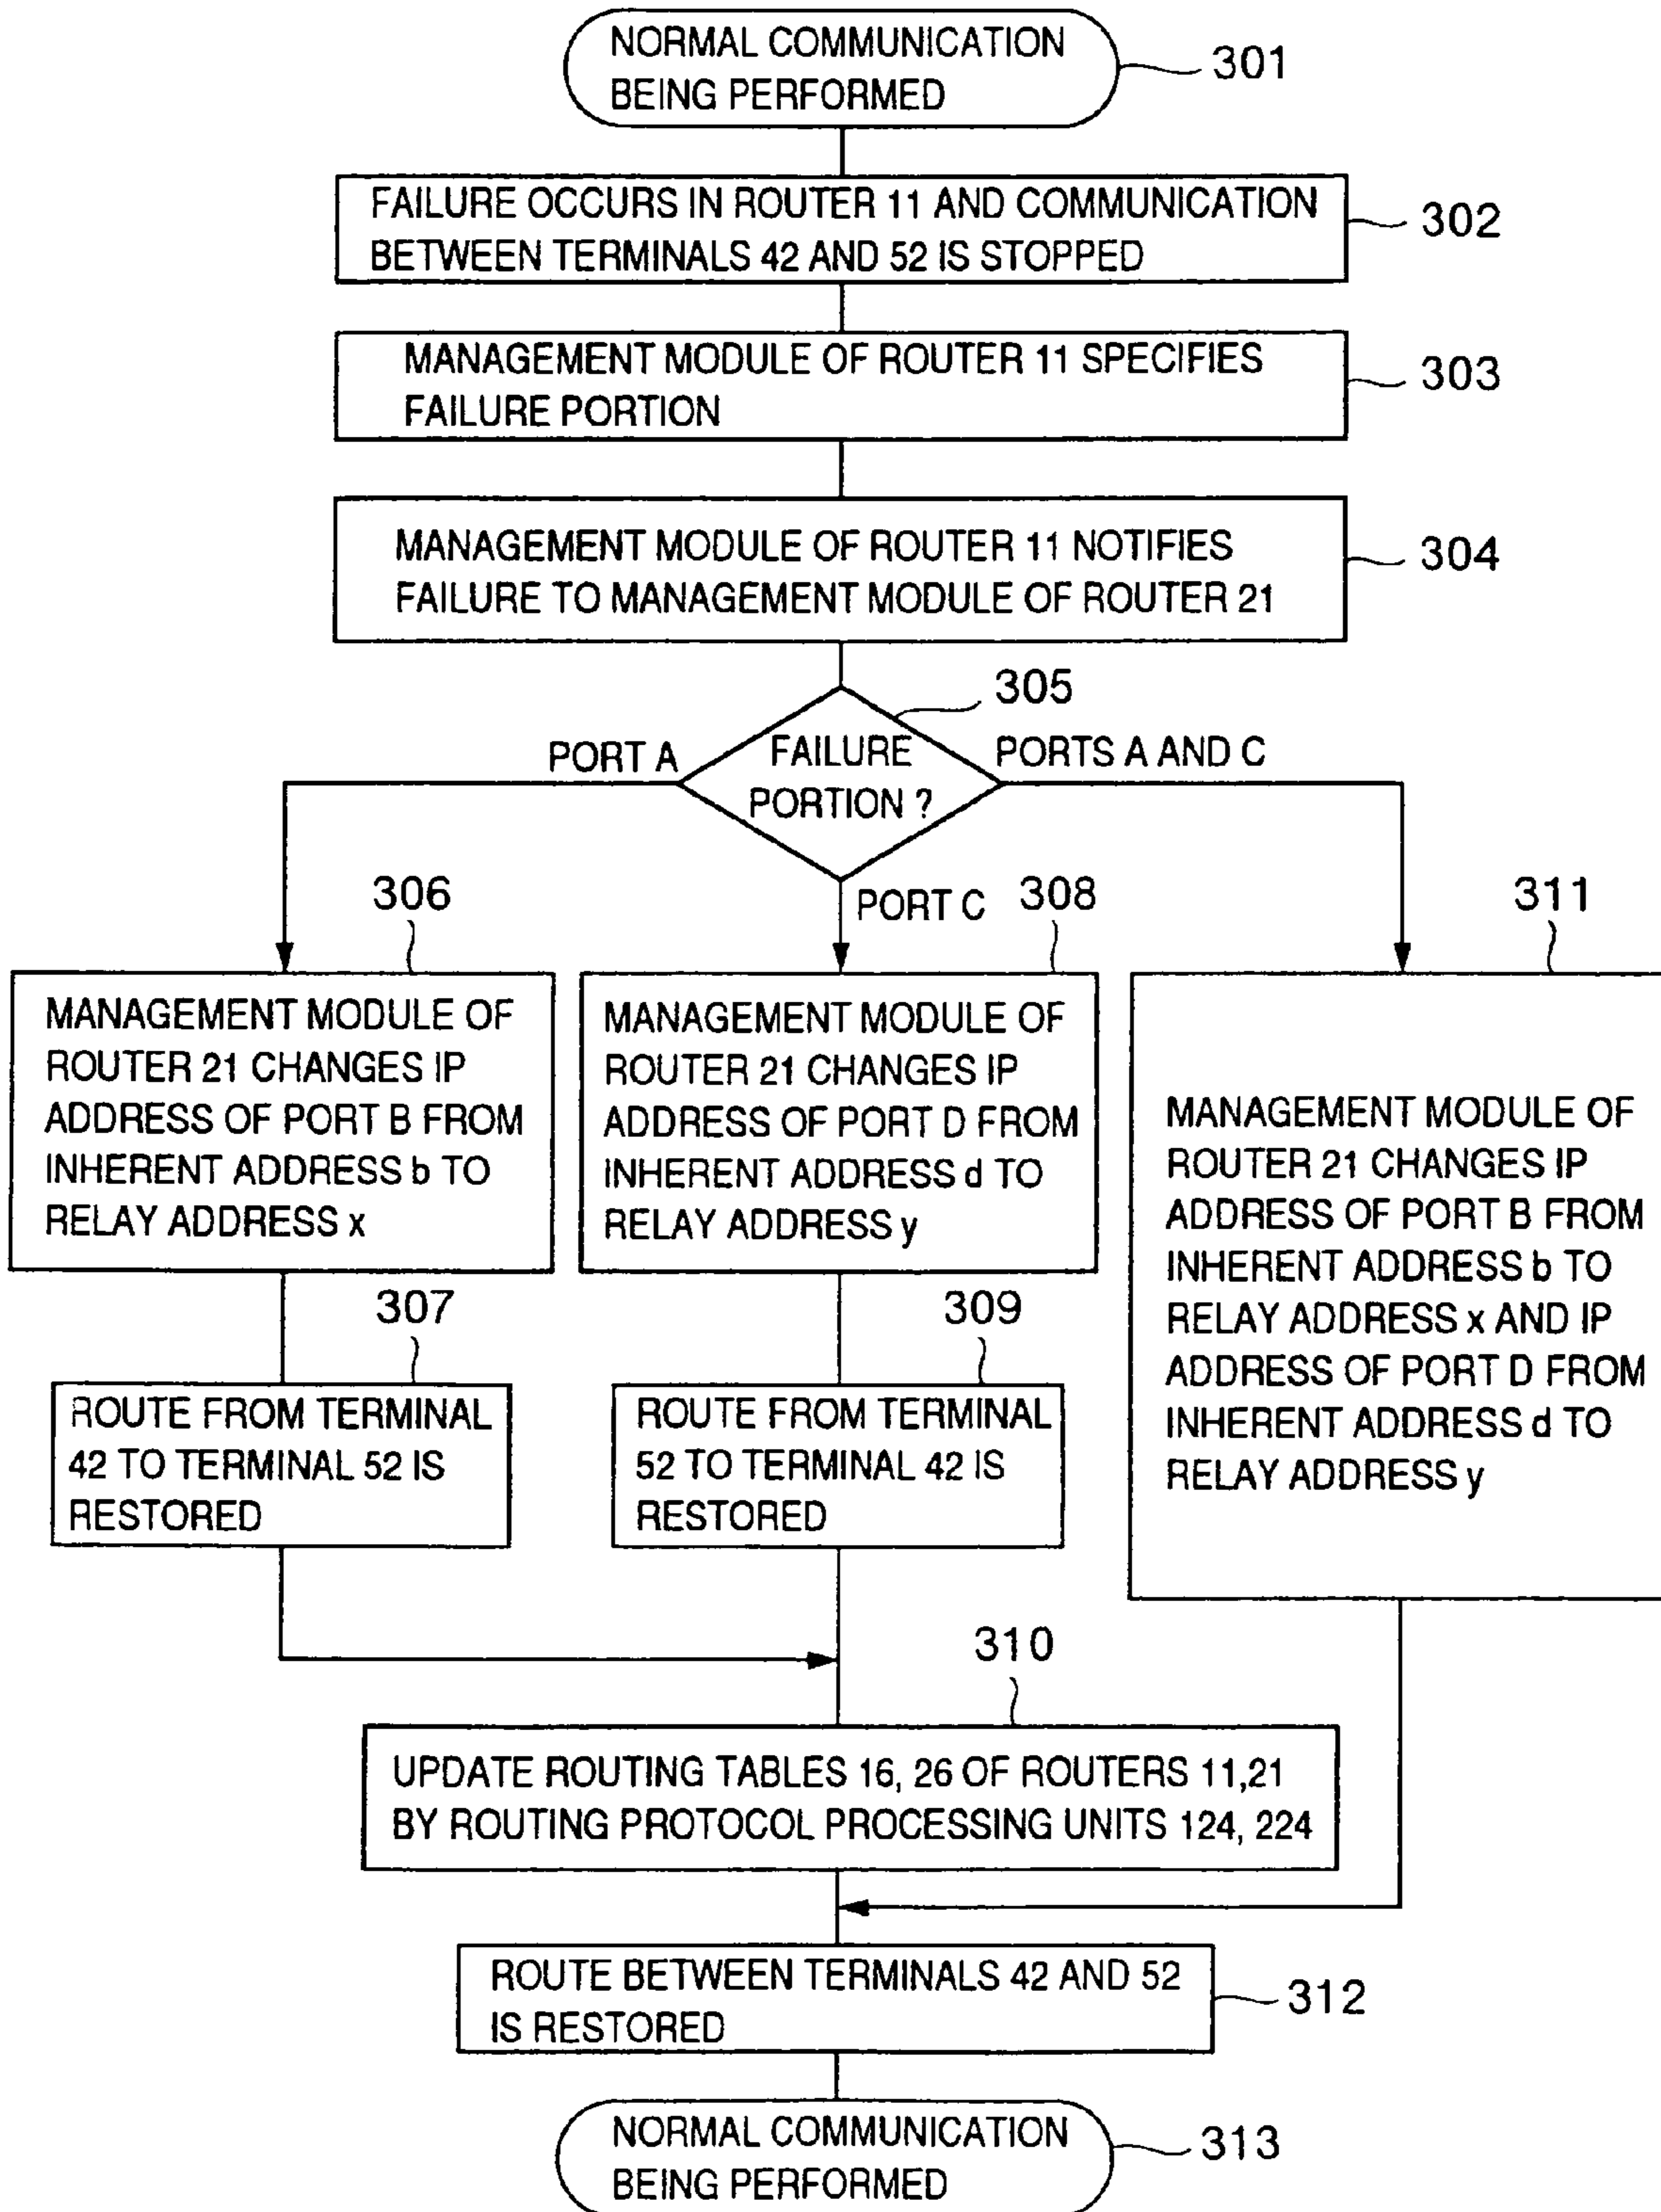 NORMAL COMMUNICATION
BEING PERFORMED
301
FAILURE OCCURS IN ROUTER 11 AND COMMUNICATION
BETWEEN TERMINALS 42 AND 52 IS STOPPED
302
MANAGEMENT MODULE OF ROUTER 11 SPECIFIES
FAILURE PORTION
303
MANAGEMENT MODULE OF ROUTER 11 NOTIFIES
FAILURE TO MANAGEMENT MODULE OF ROUTER 21
304
305
FAILURE
PORTION ?
PORT A
PORTS A AND C
PORT C
306
MANAGEMENT MODULE OF
ROUTER 21 CHANGES IP
ADDRESS OF PORT B FROM
INHERENT ADDRESS b TO
RELAY ADDRESS x
308
MANAGEMENT MODULE OF
ROUTER 21 CHANGES IP
ADDRESS OF PORT D FROM
INHERENT ADDRESS d TO
RELAY ADDRESS y
311
MANAGEMENT MODULE OF
ROUTER 21 CHANGES IP
ADDRESS OF PORT B FROM
INHERENT ADDRESS b TO
RELAY ADDRESS x AND IP
ADDRESS OF PORT D FROM
INHERENT ADDRESS d TO
RELAY ADDRESS y
307
ROUTE FROM TERMINAL
42 TO TERMINAL 52 IS
RESTORED
309
ROUTE FROM TERMINAL
52 TO TERMINAL 42 IS
RESTORED
310
UPDATE ROUTING TABLES 16, 26 OF ROUTERS 11,21
BY ROUTING PROTOCOL PROCESSING UNITS 124, 224
ROUTE BETWEEN TERMINALS 42 AND 52
IS RESTORED
312
NORMAL COMMUNICATION
BEING PERFORMED
313